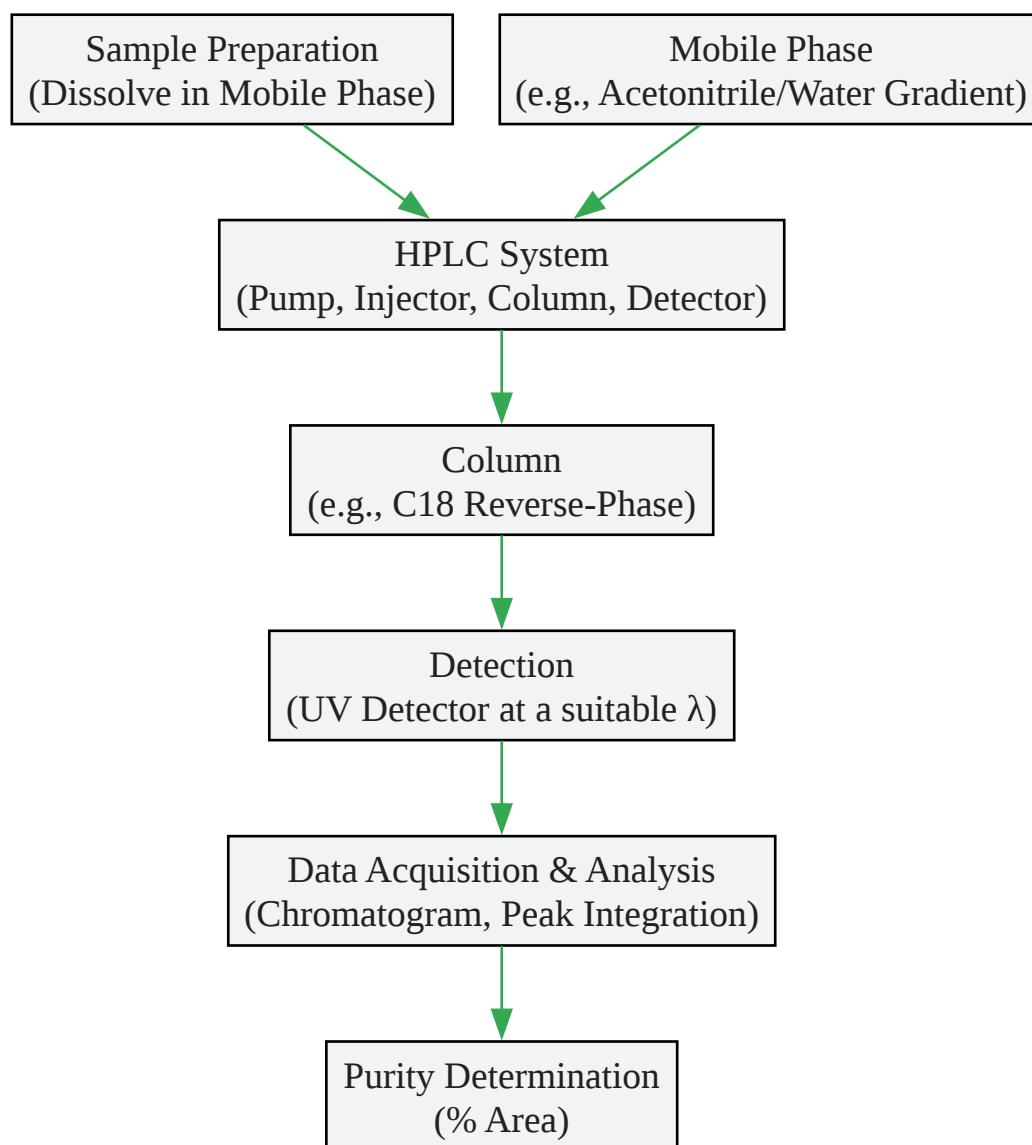 Sample Preparation
(Dissolve in Mobile Phase)
Mobile Phase
(e.g., Acetonitrile/Water Gradient)
HPLC System
(Pump, Injector, Column, Detector)
Column
(e.g., C18 Reverse-Phase)
Detection
(UV Detector at a suitable λ)
Data Acquisition & Analysis
(Chromatogram, Peak Integration)
Purity Determination
(% Area)